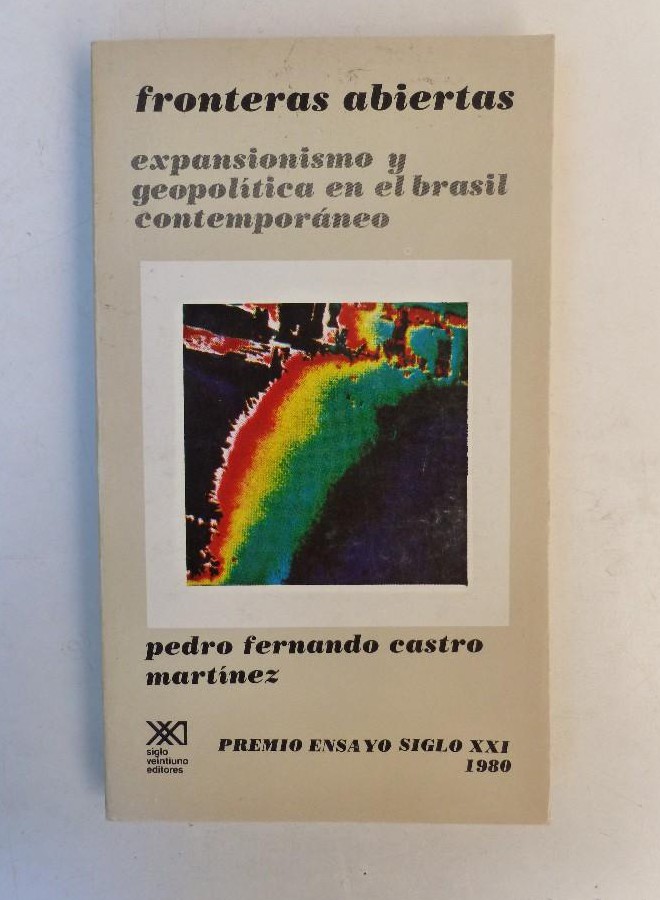 fronteras abiertas
expansionismo y
geopolítica en el brasil
contemporáneo
pedro fernando castro
martínez
XXI
siglo
veintiuno
editores
PREMIO ENSAYO SIGLO XXI
1980